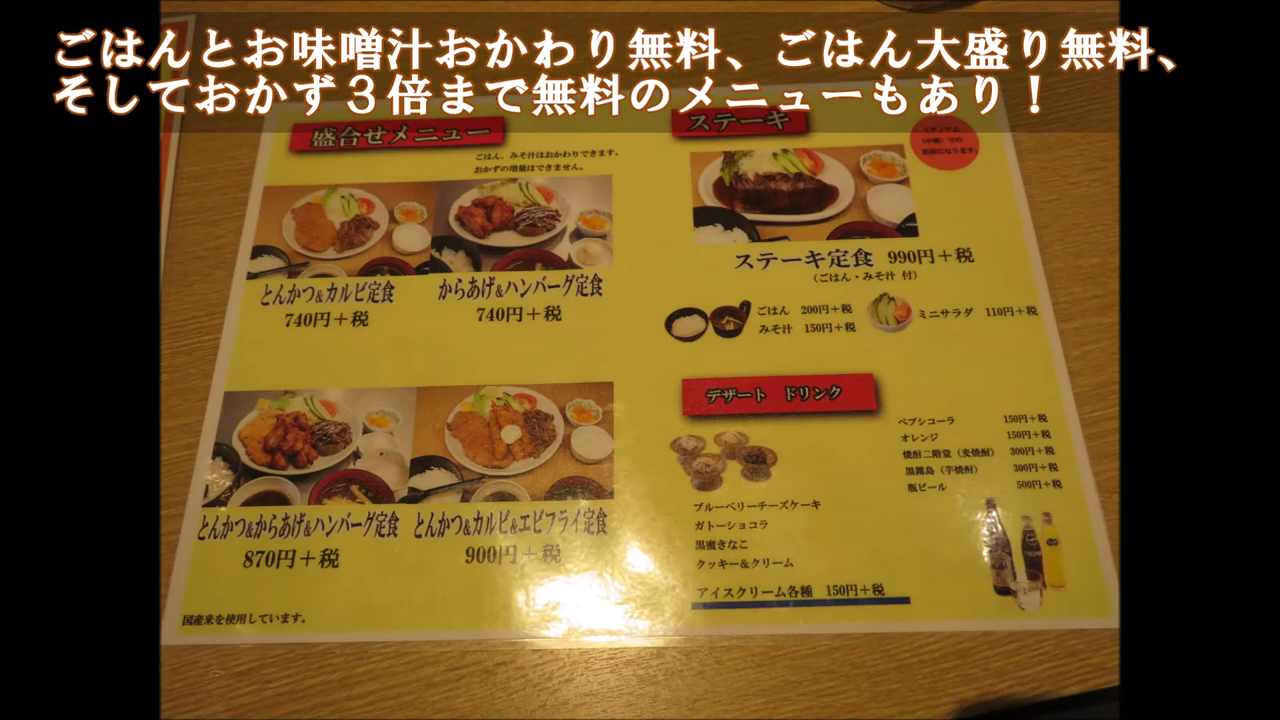 ごはんとお味噌汁おかわり無料、ごはん大盛り無料、
そしておかず３倍まで無料のメニューもあり！
盛合せメニュー
ごはん、みそ汁はおかわりできます。
おかずの増量はできません。
とんかつ&カルビ定食
740円＋税
からあげ&ハンバーグ定食
740円＋税
とんかつ&からあげ&ハンバーグ定食
870円＋税
とんかつ&カルビ&エビフライ定食
900円＋税
国産米を使用しています。
ステーキ
ステーキ定食 990円＋税
（ごはん・みそ汁 付）
ごはん 200円＋税
みそ汁 150円＋税
ミニサラダ 110円＋税
デザート ドリンク
ブルーベリーチーズケーキ
ガトーショコラ
黒蜜きなこ
クッキー&クリーム
アイスクリーム各種 150円＋税
ペプシコーラ 150円＋税
オレンジ 150円＋税
焼酎二階堂（麦焼酎） 300円＋税
黒霧島（芋焼酎） 300円＋税
瓶ビール 500円＋税